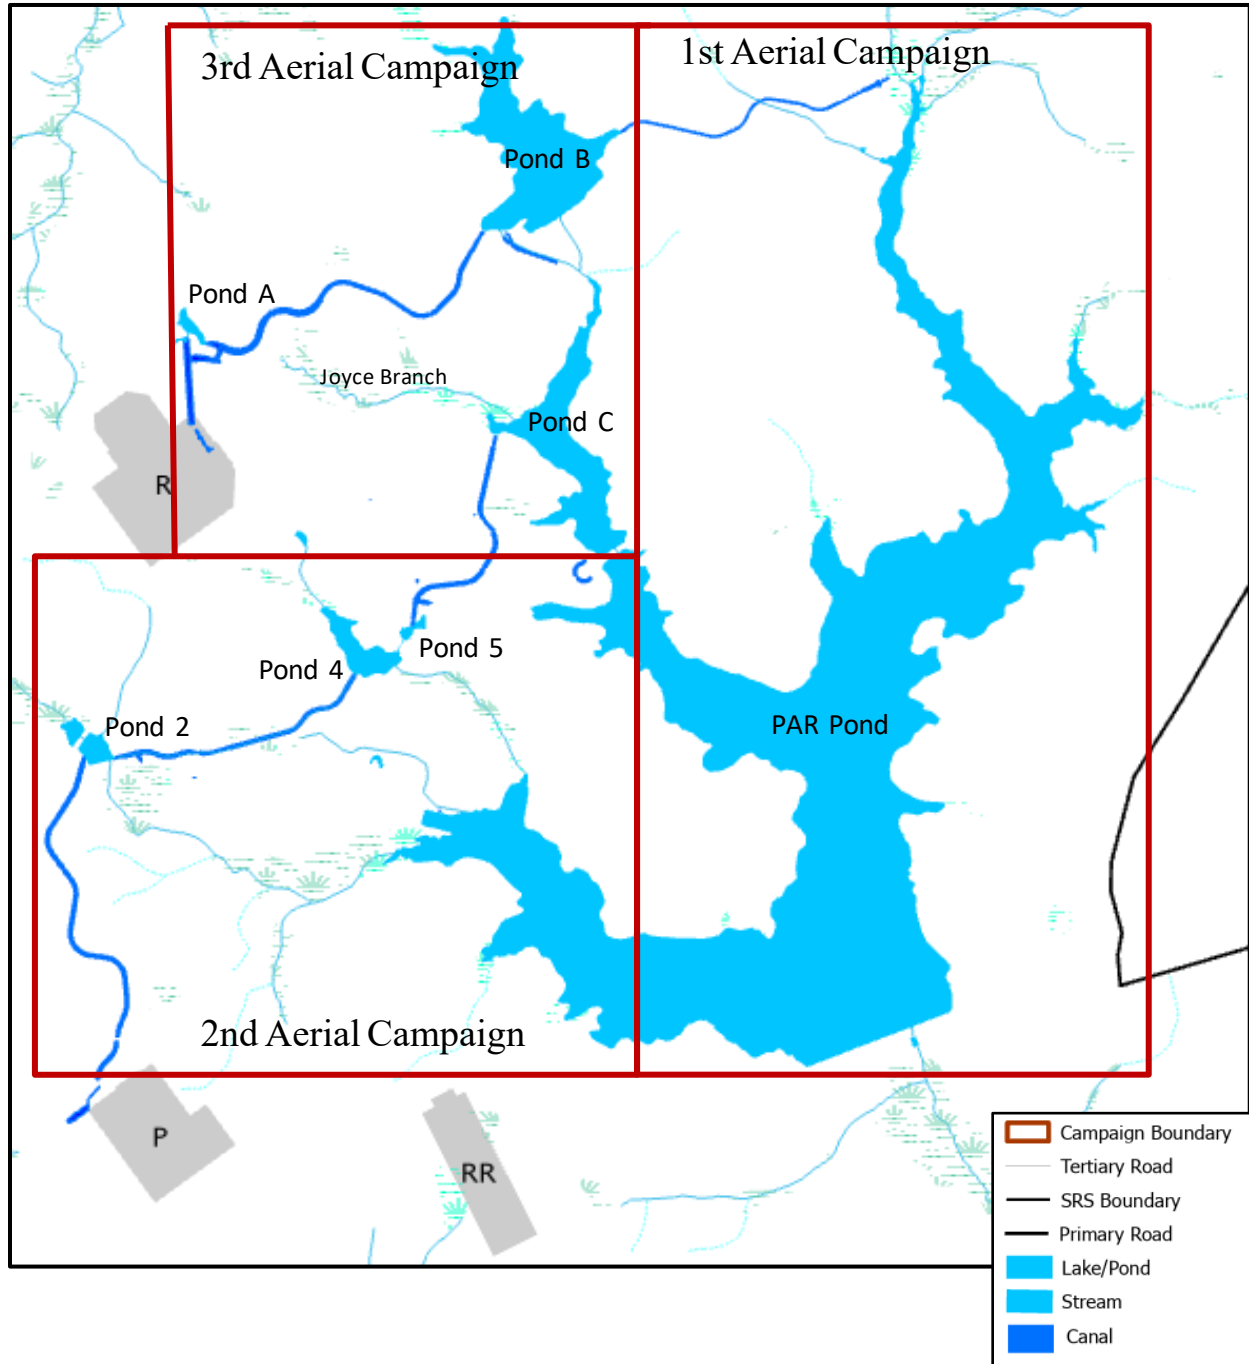 3rd Aerial Campaign
1st Aerial Campaign
Pond B
Pond A
Joyce Branch
Pond C
R
Pond 5
Pond 4
Pond 2
PAR Pond
2nd Aerial Campaign
P
RR
Campaign Boundary
Tertiary Road
SRS Boundary
Primary Road
Lake/Pond
Stream
Canal